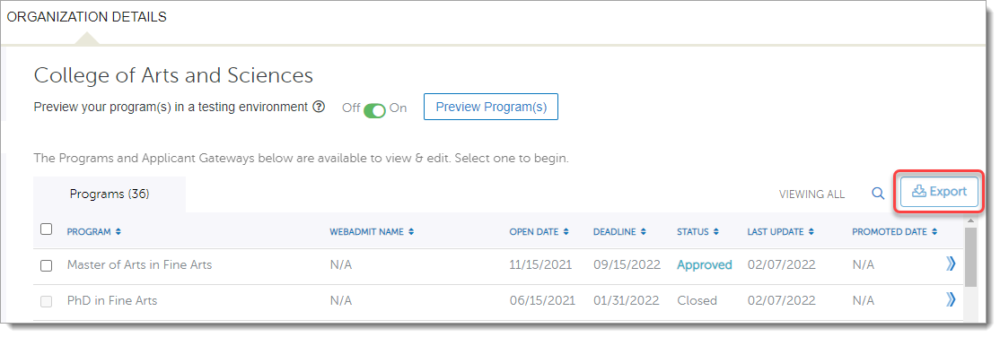 ORGANIZATION DETAILS
College of Arts and Sciences
Preview your program(s) in a testing environment ? Off On Preview Program(s)
The Programs and Applicant Gateways below are available to view & edit. Select one to begin.
Programs (36) VIEWING ALL Export
PROGRAM WEBADMIT NAME OPEN DATE DEADLINE STATUS LAST UPDATE PROMOTED DATE
Master of Arts in Fine Arts N/A 11/15/2021 09/15/2022 Approved 02/07/2022 N/A
PhD in Fine Arts N/A 06/15/2021 01/31/2022 Closed 02/07/2022 N/A